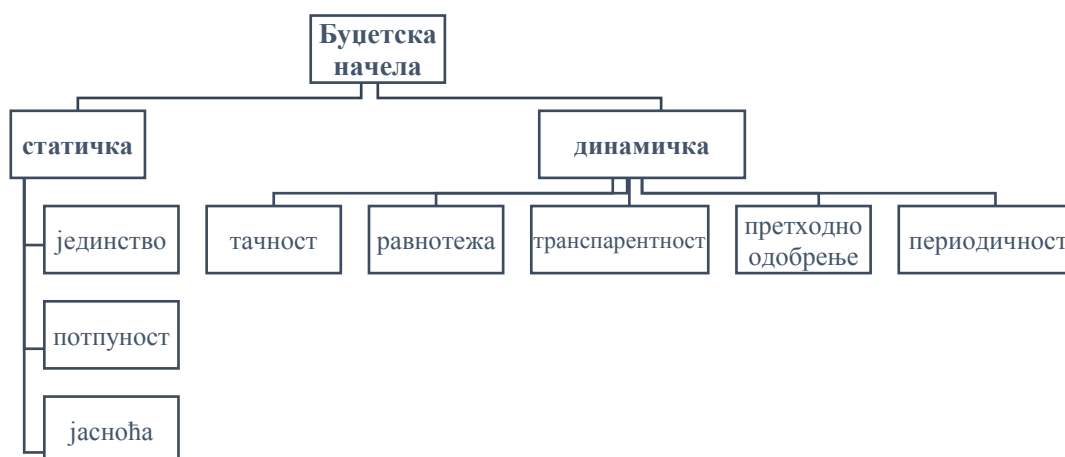 Буџетска
начела
статичка
динамичка
јединство
потпуност
јасноћа
тачност
равнотежа
транспарентност
претходно
одобрење
периодичност